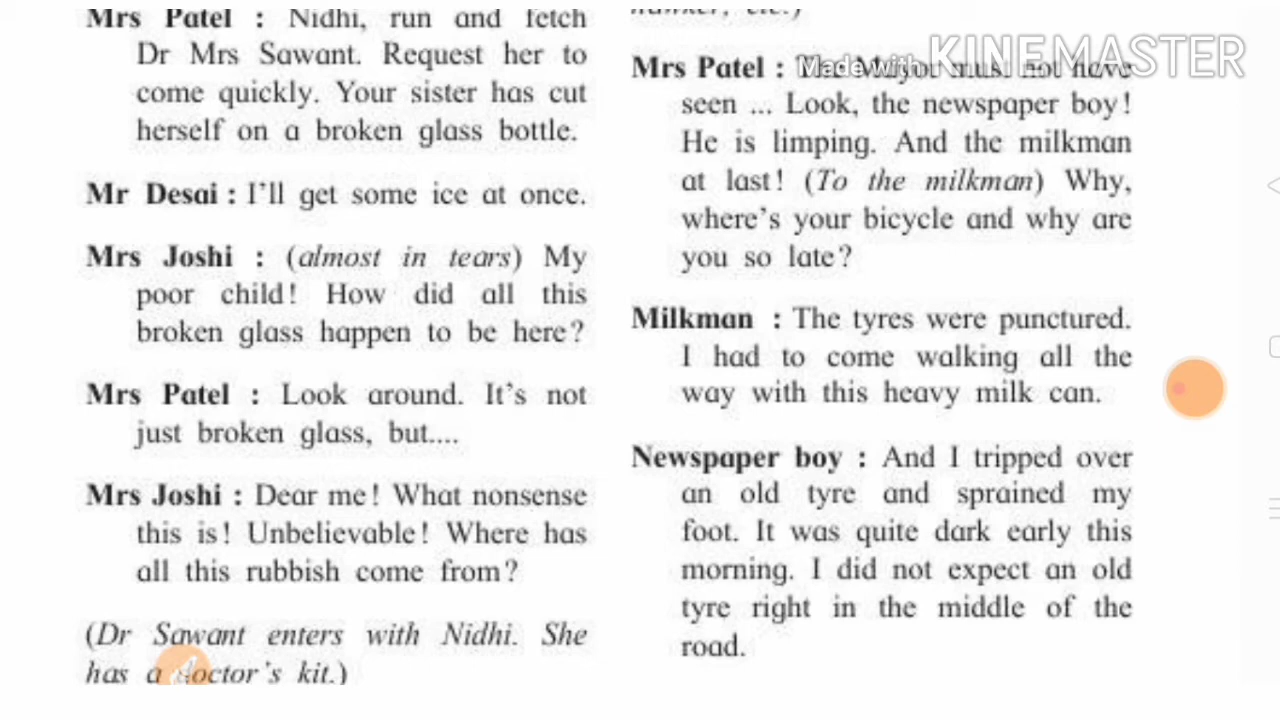 Mrs Patel : Nidhi, run and fetch
Dr Mrs Sawant. Request her to
come quickly. Your sister has cut
herself on a broken glass bottle.
Mr Desai : I'll get some ice at once.
Mrs Joshi : (almost in tears) My
poor child! How did all this
broken glass happen to be here?
Mrs Patel : Look around. It's not
just broken glass, but....
Mrs Joshi : Dear me! What nonsense
this is! Unbelievable! Where has
all this rubbish come from?
(Dr Sawant enters with Nidhi. She
has a doctor's kit.)
hawker, etc.)
Mrs Patel : The Mayor must not have
seen ... Look, the newspaper boy!
He is limping. And the milkman
at last! (To the milkman) Why,
where's your bicycle and why are
you so late?
Milkman : The tyres were punctured.
I had to come walking all the
way with this heavy milk can.
Newspaper boy : And I tripped over
an old tyre and sprained my
foot. It was quite dark early this
morning. I did not expect an old
tyre right in the middle of the
road.
Made with KINEMASTER